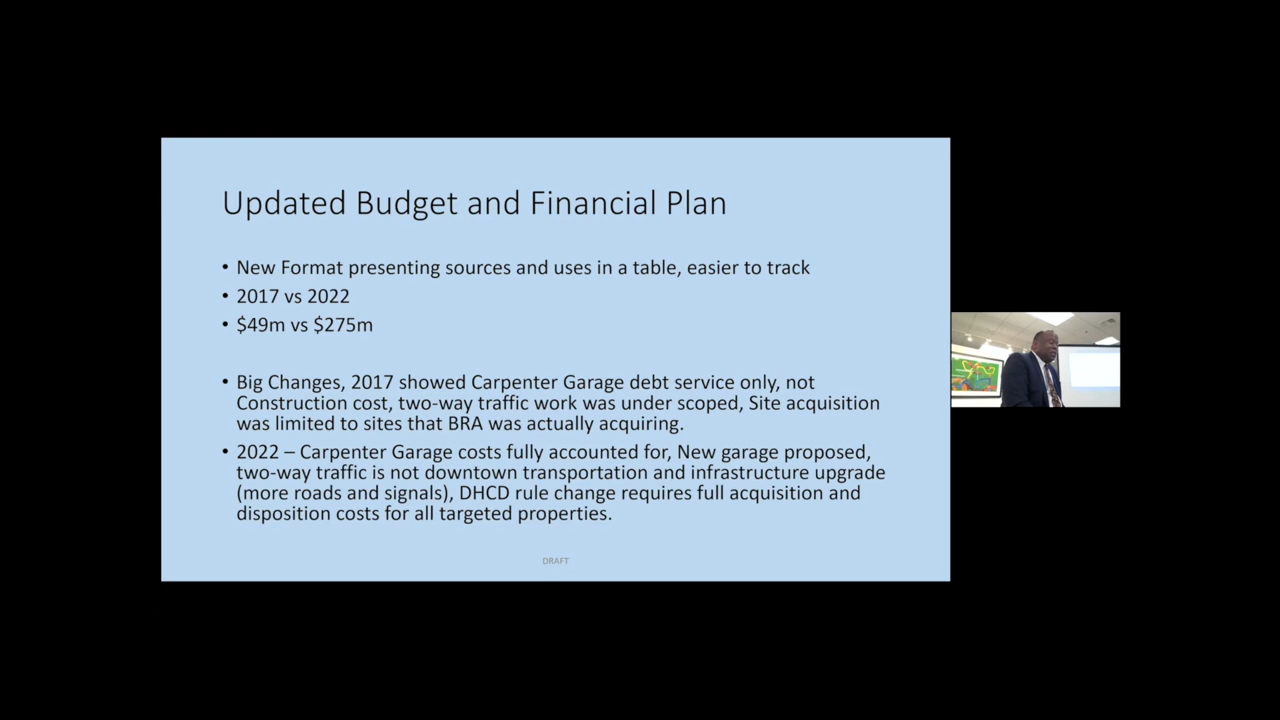 Updated Budget and Financial Plan
• New Format presenting sources and uses in a table, easier to track
• 2017 vs 2022
• $49m vs $275m
• Big Changes, 2017 showed Carpenter Garage debt service only, not
Construction cost, two-way traffic work was under scoped, Site acquisition
was limited to sites that BRA was actually acquiring.
• 2022 – Carpenter Garage costs fully accounted for, New garage proposed,
two-way traffic is not downtown transportation and infrastructure upgrade
(more roads and signals), DHCD rule change requires full acquisition and
disposition costs for all targeted properties.
DRAFT